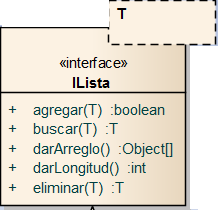 T
«interface»
ILista
+ agregar(T) :boolean
+ buscar(T) :T
+ darArreglo() :Object[]
+ darLongitud() :int
+ eliminar(T) :T